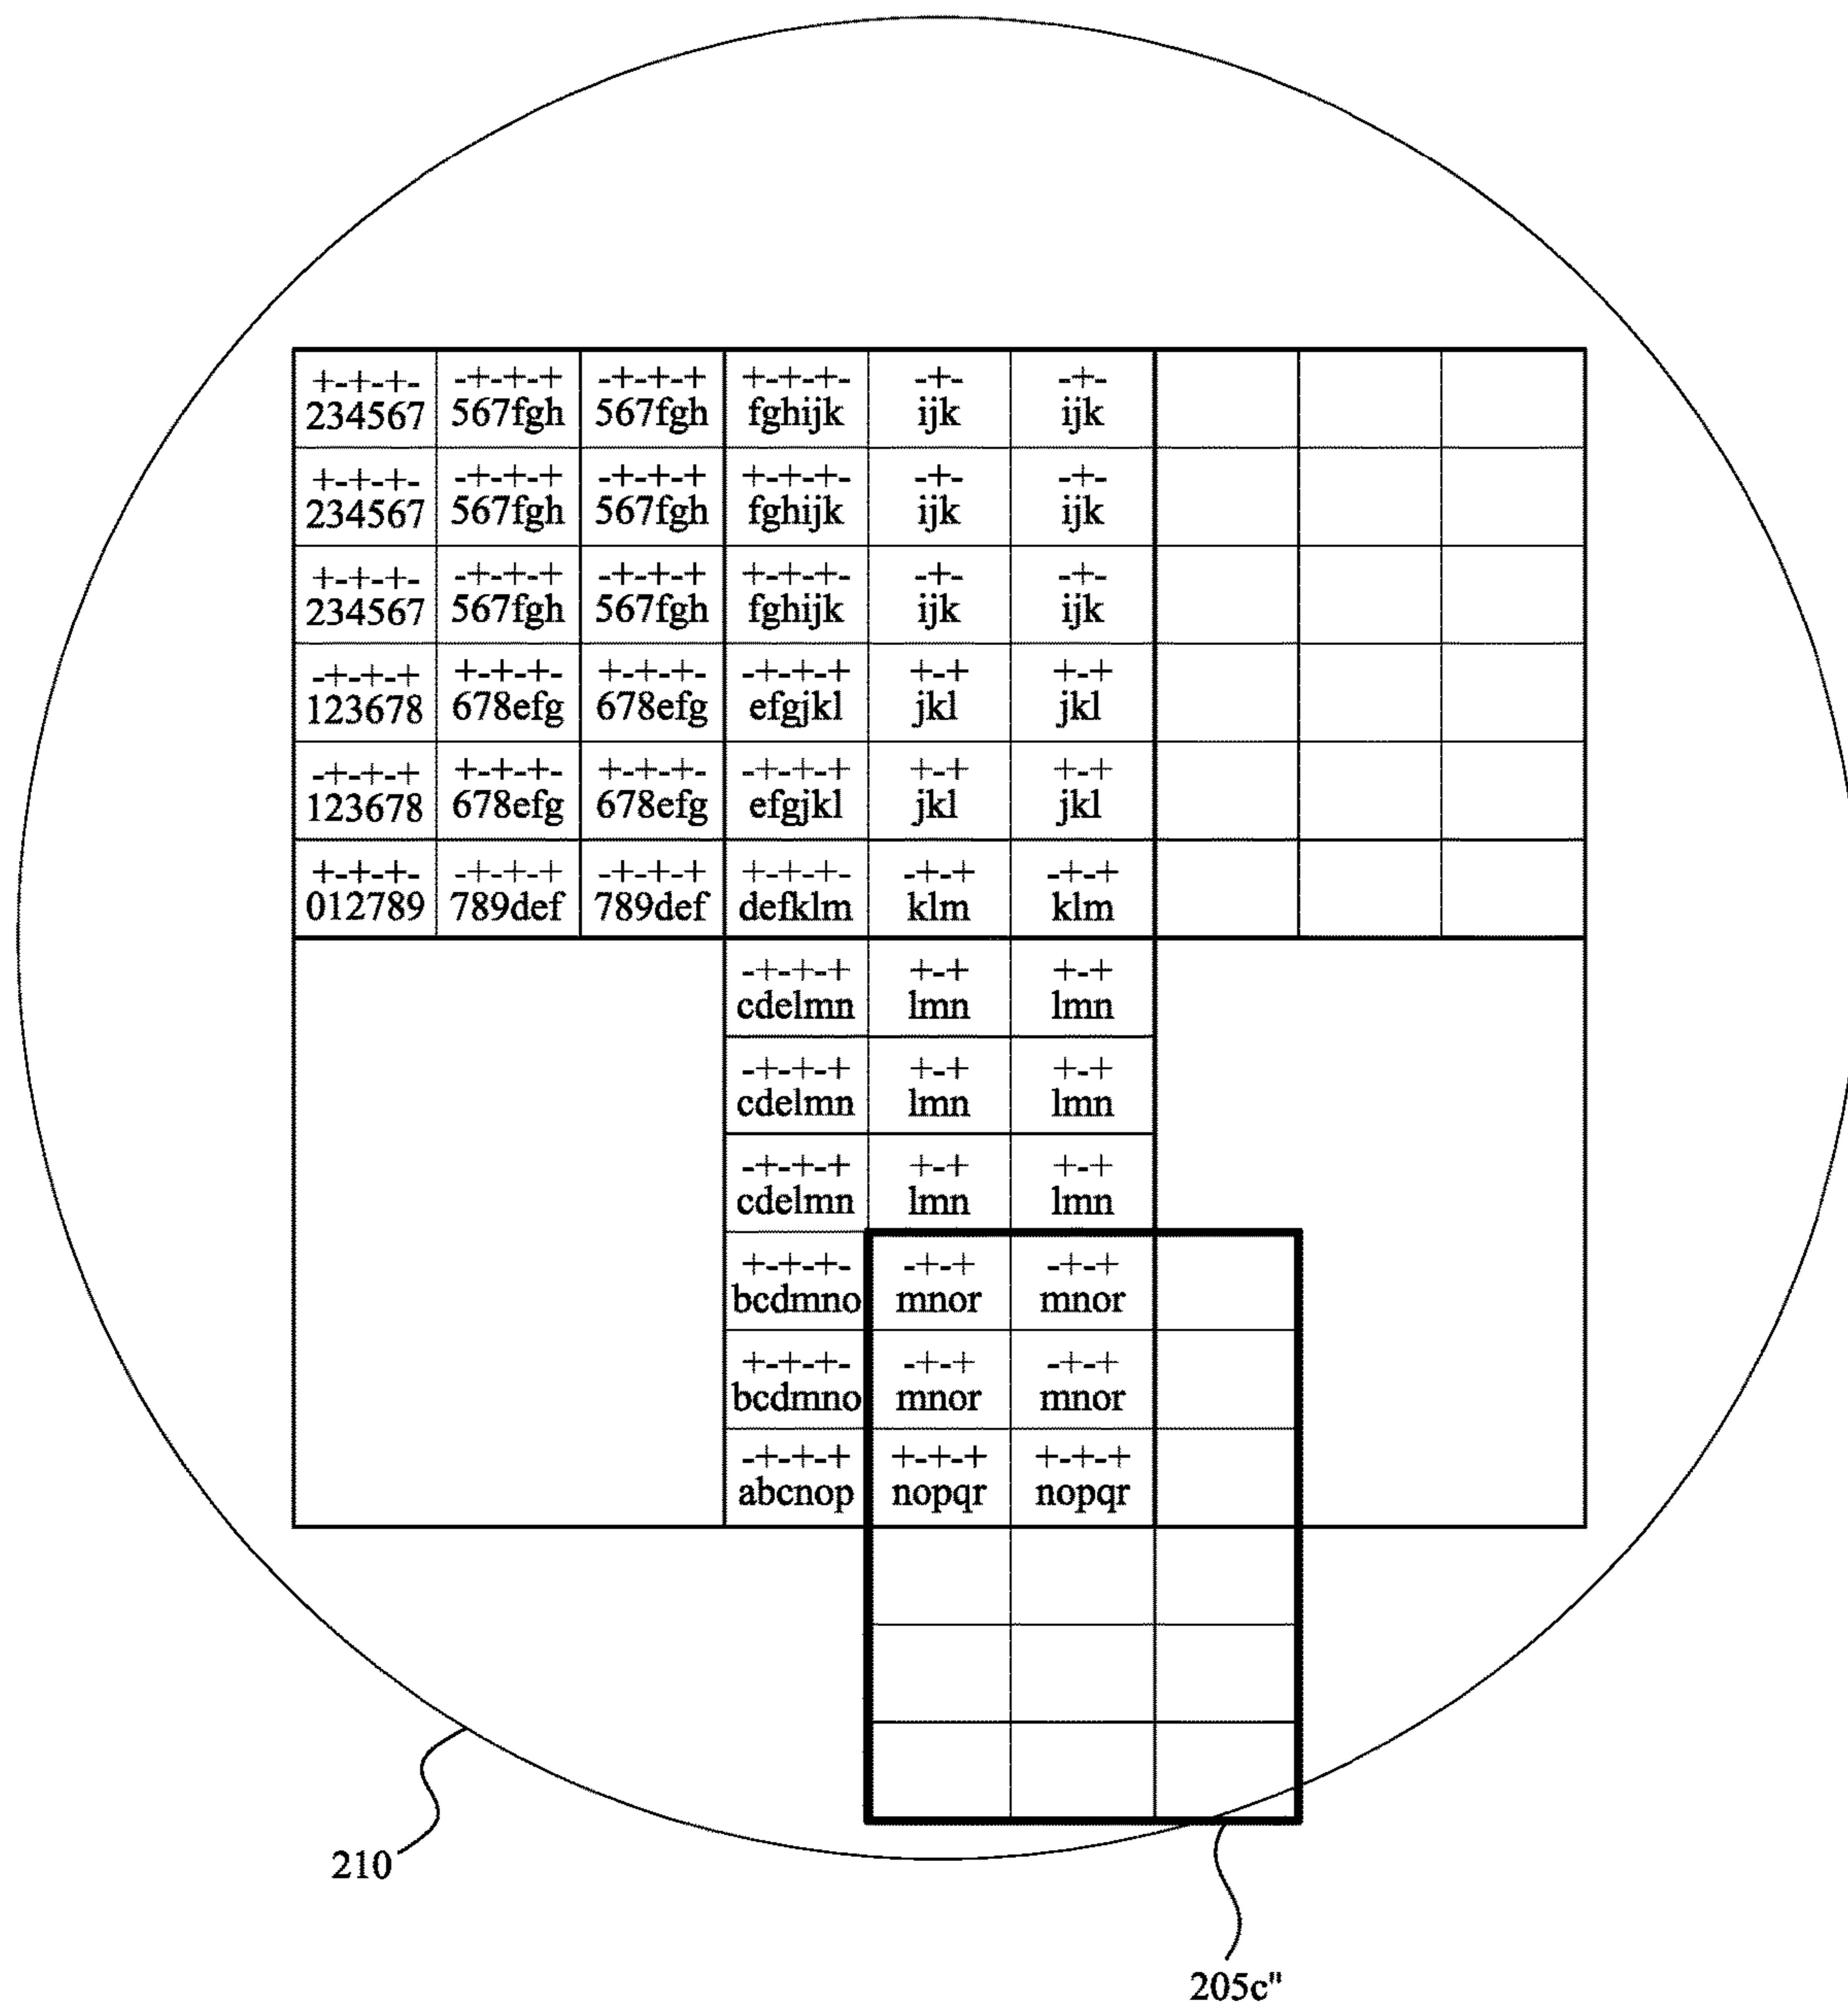 +-+-+- -+-+-+ -+-+-+ +-+-+- -+- -+-
234567 567fgh 567fgh fghijk ijk ijk
+-+-+- -+-+-+ -+-+-+ +-+-+- -+- -+-
234567 567fgh 567fgh fghijk ijk ijk
+-+-+- -+-+-+ -+-+-+ +-+-+- -+- -+-
234567 567fgh 567fgh fghijk ijk ijk
-+-+-+ +-+-+- +-+-+- -+-+-+ +-+ +-+
123678 678efg 678efg efgjkl jkl jkl
-+-+-+ +-+-+- +-+-+- -+-+-+ +-+ +-+
123678 678efg 678efg efgjkl jkl jkl
+-+-+- -+-+-+ -+-+-+ +-+-+- -+-+ -+-+
012789 789def 789def defklm klm klm
-+-+-+ +-+ +-+
cdelmn lmn lmn
-+-+-+ +-+ +-+
cdelmn lmn lmn
-+-+-+ +-+ +-+
cdelmn lmn lmn
+-+-+- -+-+ -+-+
bcdmno mnor mnor
+-+-+- -+-+ -+-+
bcdmno mnor mnor
-+-+-+ +-+-+ +-+-+
abcnop nopqr nopqr
210
205c"